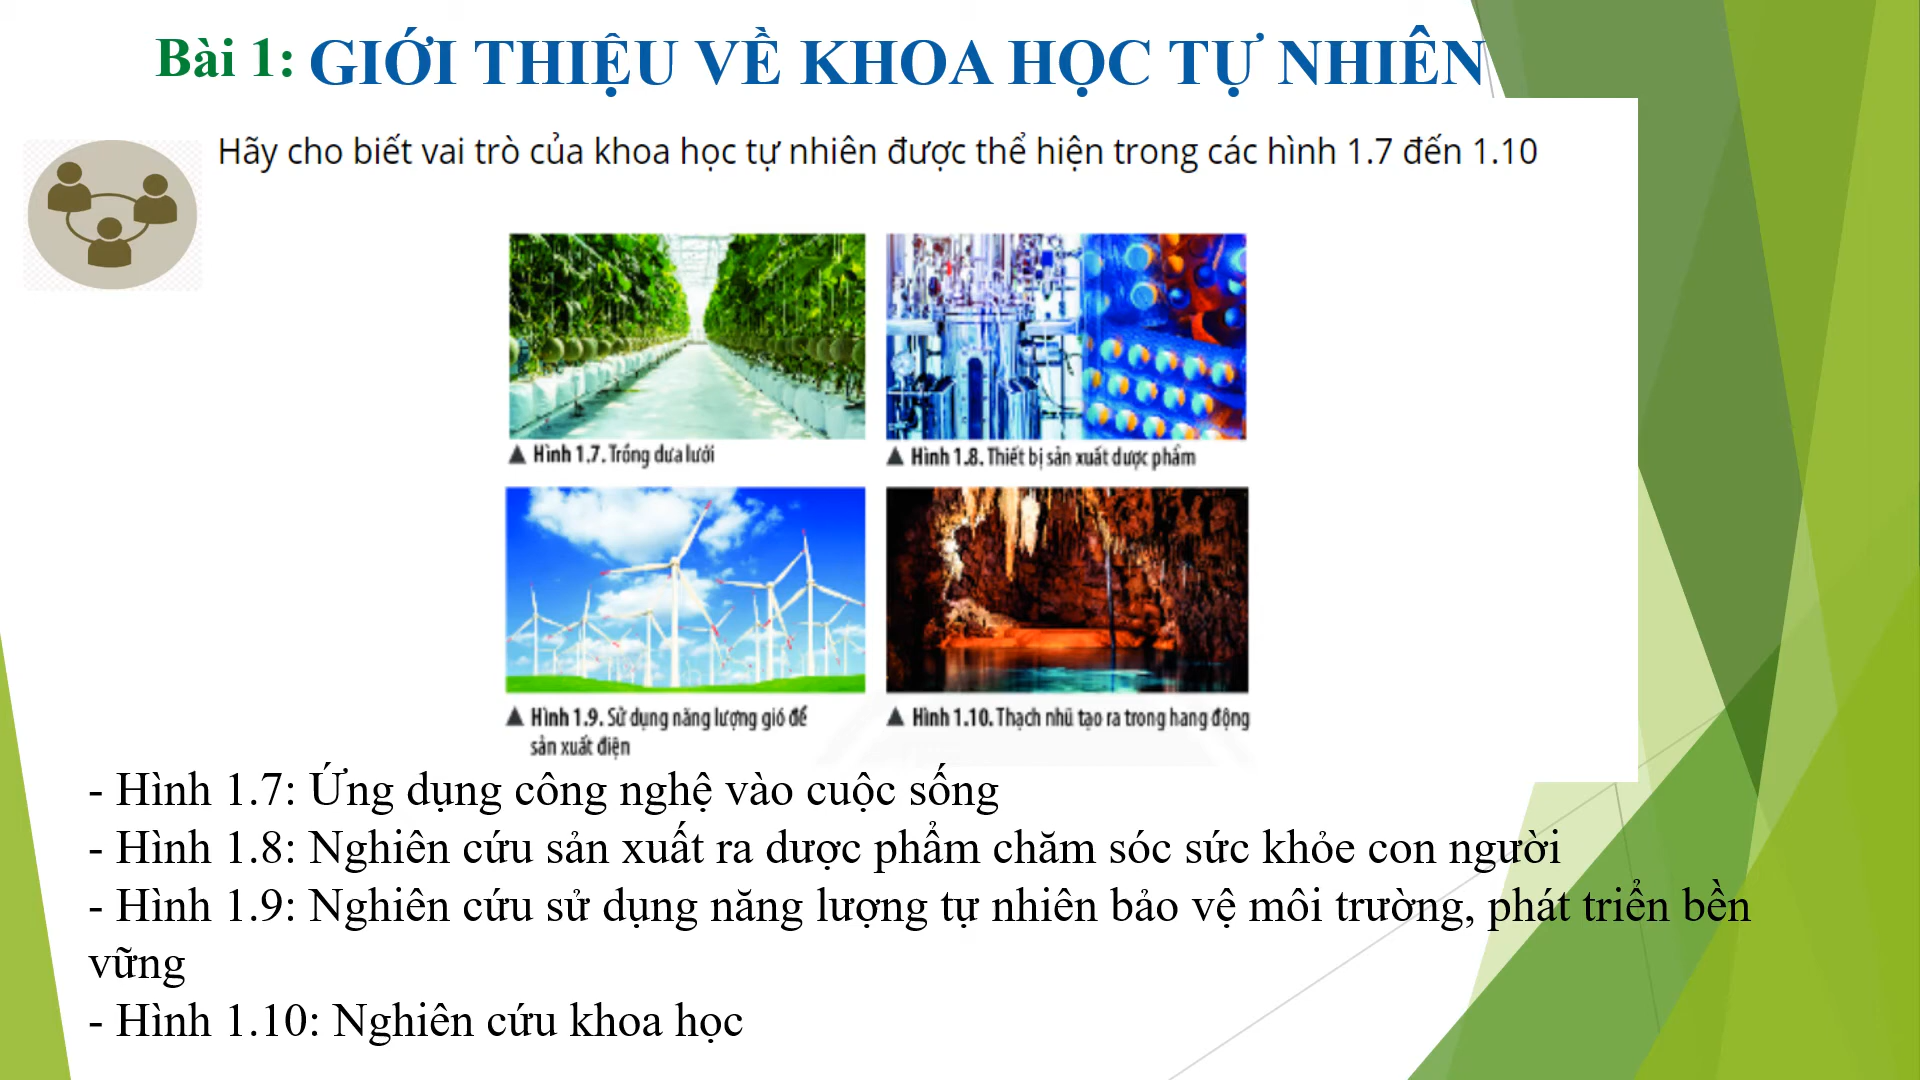 Bài 1: GIỚI THIỆU VỀ KHOA HỌC TỰ NHIÊN
Hãy cho biết vai trò của khoa học tự nhiên được thể hiện trong các hình 1.7 đến 1.10
▲ Hình 1.7. Trồng dưa lưới
▲ Hình 1.8. Thiết bị sản xuất dược phẩm
▲ Hình 1.9. Sử dụng năng lượng gió để
sản xuất điện
▲ Hình 1.10. Thạch nhũ tạo ra trong hang động
- Hình 1.7: Ứng dụng công nghệ vào cuộc sống
- Hình 1.8: Nghiên cứu sản xuất ra dược phẩm chăm sóc sức khỏe con người
- Hình 1.9: Nghiên cứu sử dụng năng lượng tự nhiên bảo vệ môi trường, phát triển bền
vững
- Hình 1.10: Nghiên cứu khoa học